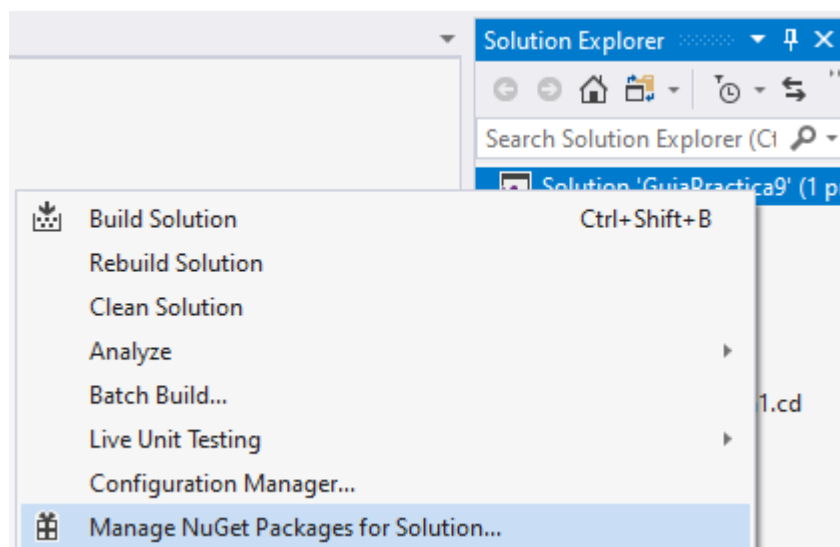 Solution Explorer
Search Solution Explorer (Ct
Solution 'GuiaPractica9' (1 p
Build Solution Ctrl+Shift+B
Rebuild Solution
Clean Solution
Analyze
Batch Build...
1.cd
Live Unit Testing
Configuration Manager...
Manage NuGet Packages for Solution...